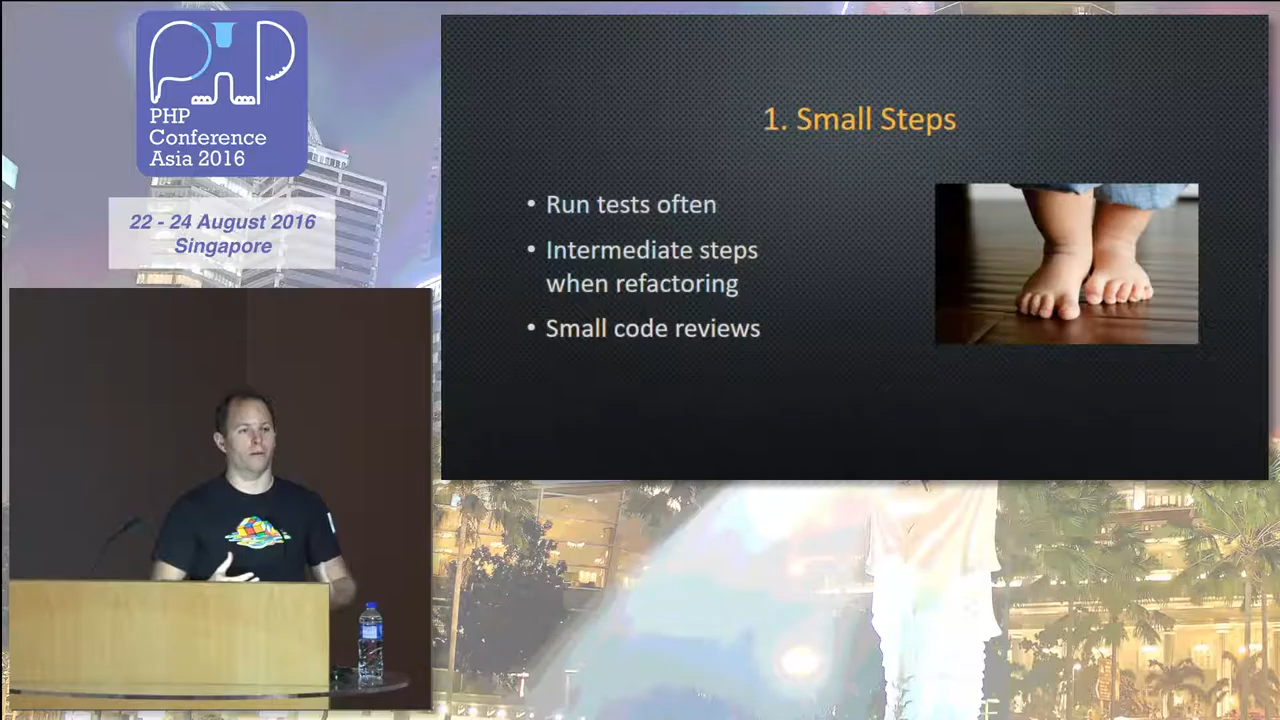 PHP
Conference
Asia 2016
22 - 24 August 2016
Singapore
1. Small Steps
• Run tests often
• Intermediate steps
when refactoring
• Small code reviews